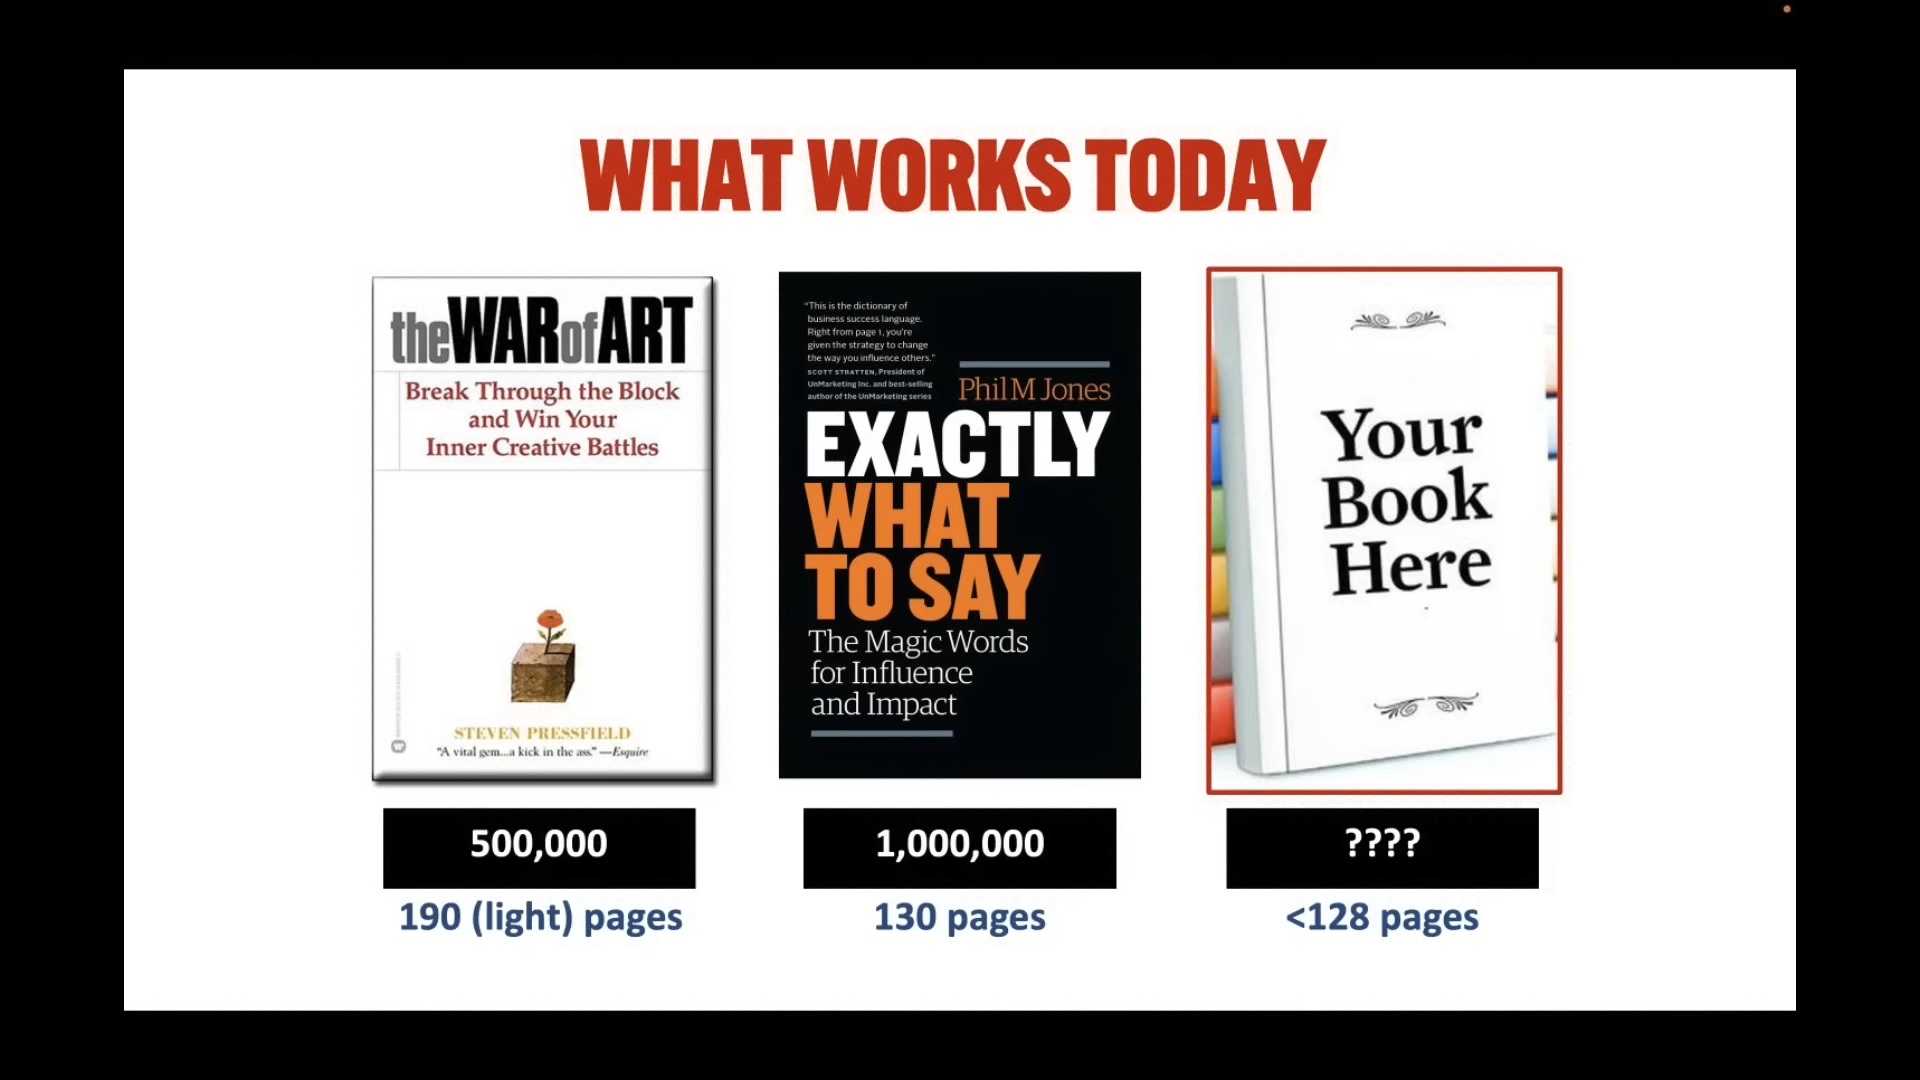 WHAT WORKS TODAY
theWARofART
Break Through the Block
and Win Your
Inner Creative Battles
STEVEN PRESSFIELD
“A vital gem...a kick in the ass.” —Esquire
500,000
190 (light) pages
“This is the dictionary of
business success language.
Right from page 1, you’re
given the strategy to change
the way you influence others.”
SCOTT STRATTEN, President of
UnMarketing Inc. and best-selling
author of the UnMarketing series
Phil M Jones
EXACTLY
WHAT
TO SAY
The Magic Words
for Influence
and Impact
1,000,000
130 pages
Your
Book
Here
????
<128 pages